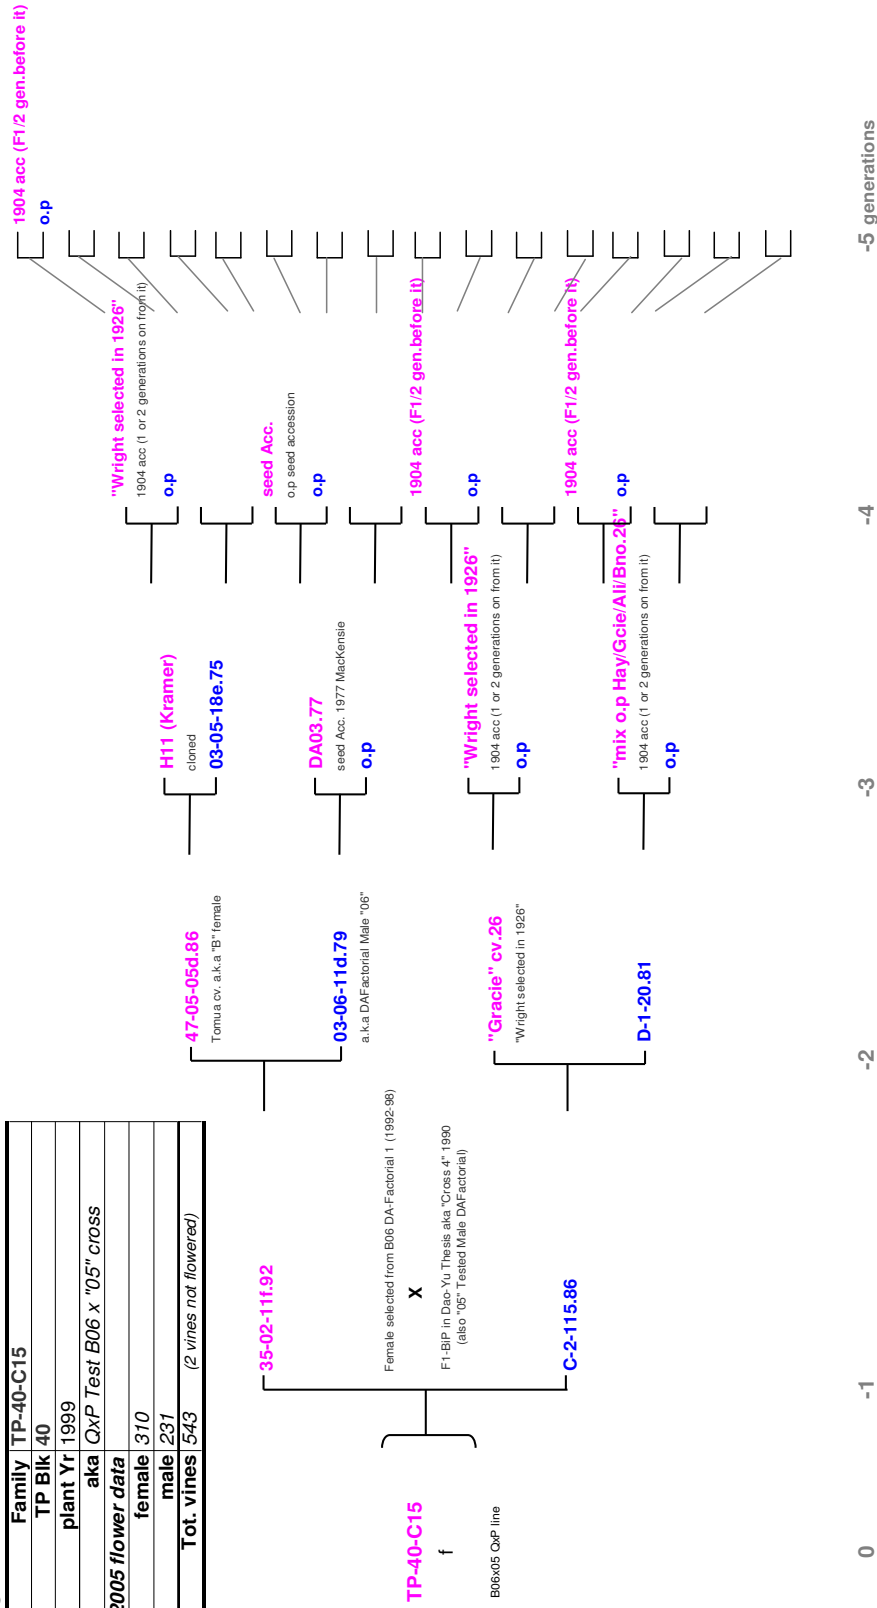 Family TP-40-C15
TP Blk 40
plant Yr 1999
aka QxP Test B06 x "05" cross
2005 flower data
female 310
male 231
Tot. vines 543 (2 vines not flowered)
TP-40-C15
f
B06x05 QxP line
35-02-11f.92
Female selected from B06 DA-Factorial 1 (1992-98)
X
F1-BiP in Dao-Yu Thesis aka "Cross 4" 1990
(also "05" Tested Male DAFactorial)
C-2-115.86
47-05-05d.86
Tomua cv. a.k.a "B" female
03-06-11d.79
a.k.a DAFactorial Male "06"
"Gracie" cv.26
"Wright selected in 1926"
D-1-20.81
H11 (Kramer)
cloned
03-05-18e.75
DA03.77
seed Acc. 1977 MacKensie
o.p
"Wright selected in 1926"
1904 acc (1 or 2 generations on from it)
o.p
"mix o.p Hay/Gcie/Ali/Bno.26"
1904 acc (1 or 2 generations on from it)
o.p
"Wright selected in 1926"
1904 acc (1 or 2 generations on from it)
o.p
seed Acc.
o.p seed accession
o.p
1904 acc (F1/2 gen.before it)
o.p
1904 acc (F1/2 gen.before it)
o.p
1904 acc (F1/2 gen.before it)
o.p
0
-1
-2
-3
-4
-5 generations